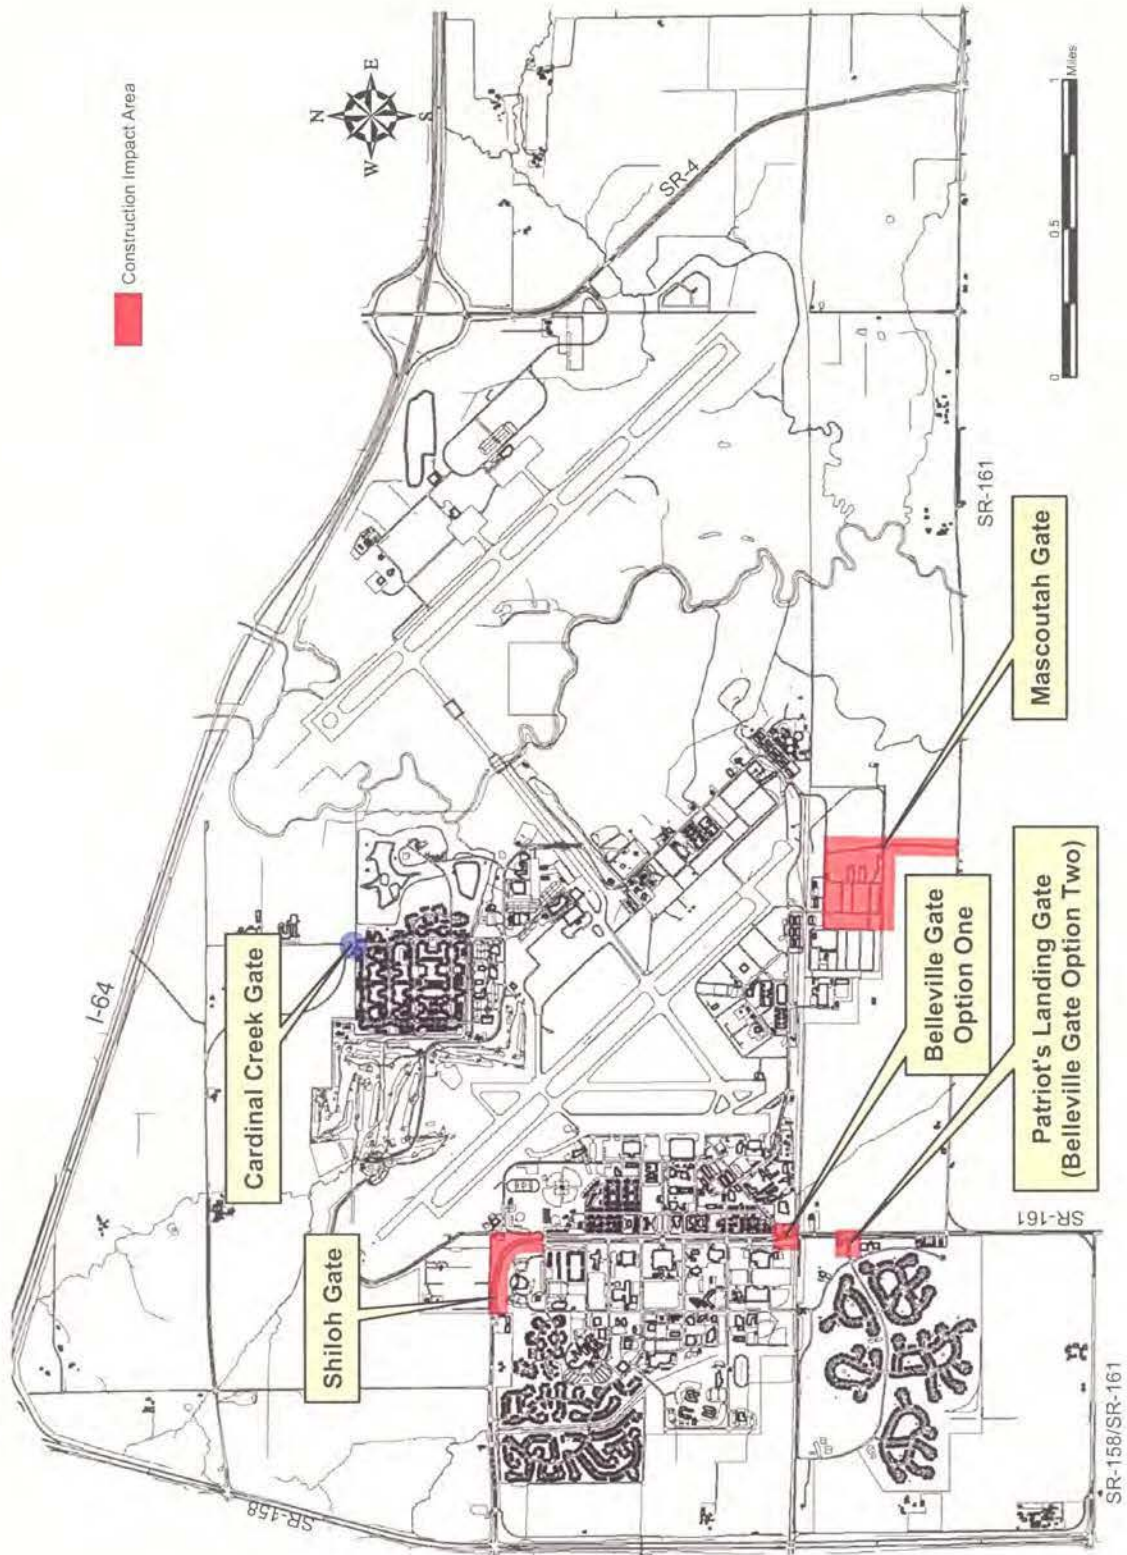 Construction Impact Area
N
E
S
W
I-64
SR-4
Cardinal Creek Gate
Shiloh Gate
SR-158
SR-161
Mascoutah Gate
Belleville Gate
Option One
Patriot's Landing Gate
(Belleville Gate Option Two)
SR-161
SR-158/SR-161
0
0.5
1
Miles